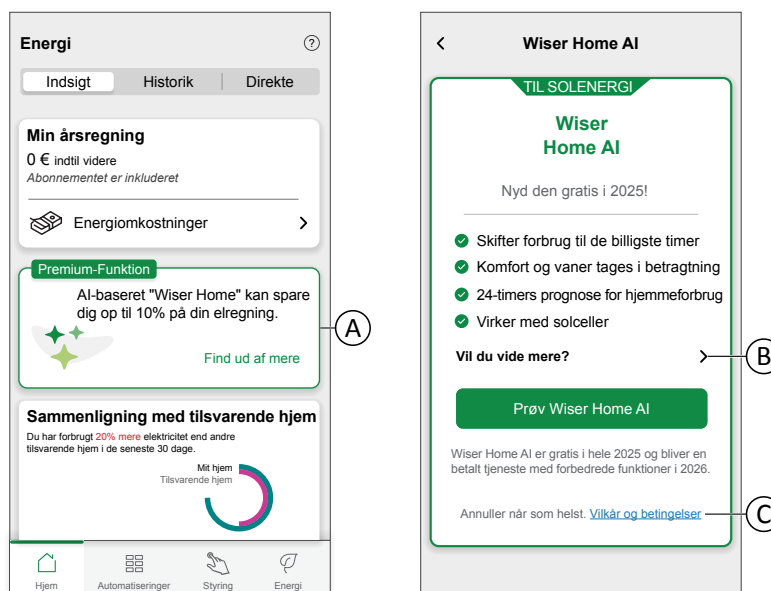 Energi
?
Indsigt
Historik
Direkte
Min årsregning
0 € indtil videre
Abonnementet er inkluderet
Energiomkostninger
Premium-Funktion
AI-baseret "Wiser Home" kan spare
dig op til 10% på din elregning.
Find ud af mere
A
Sammenligning med tilsvarende hjem
Du har forbrugt 20% mere elektricitet end andre
tilsvarende hjem i de seneste 30 dage.
Mit hjem
Tilsvarende hjem
Hjem
Automatiseringer
Styring
Energi
Wiser Home AI
TIL SOLENERGI
Wiser
Home AI
Nyd den gratis i 2025!
Skifter forbrug til de billigste timer
Komfort og vaner tages i betragtning
24-timers prognose for hjemmeforbrug
Virker med solceller
Vil du vide mere?
B
Prøv Wiser Home AI
Wiser Home AI er gratis i hele 2025 og bliver en
betalt tjeneste med forbedrede funktioner i 2026.
Annuller når som helst. Vilkår og betingelser
C